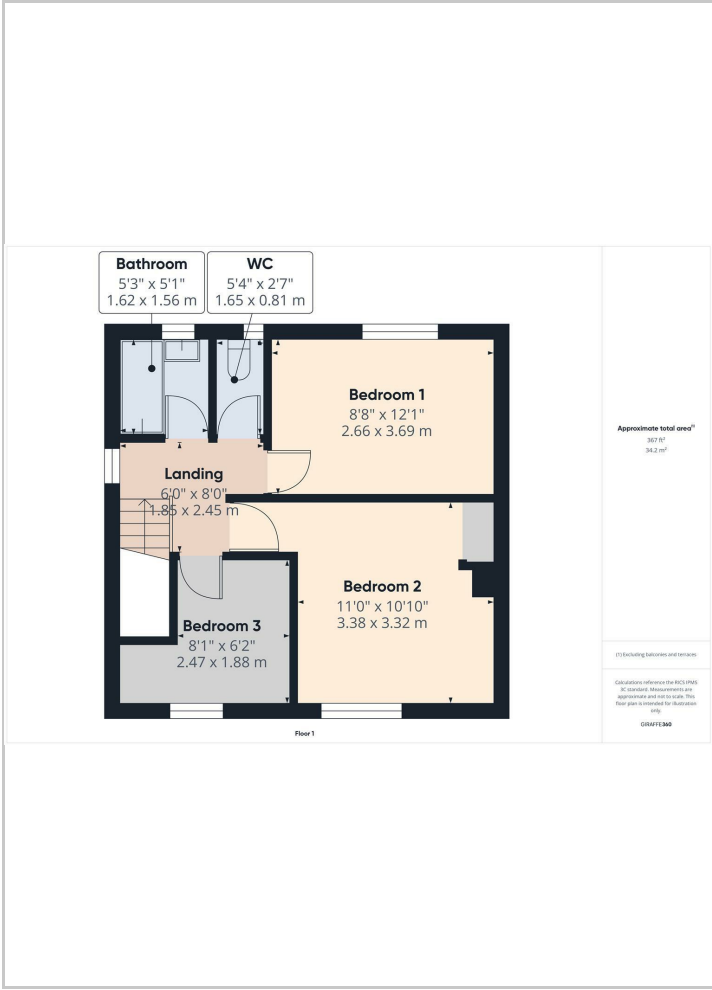 Bathroom
5'3" x 5'1"
1.62 x 1.56 m
WC
5'4" x 2'7"
1.65 x 0.81 m
Bedroom 1
8'8" x 12'1"
2.66 x 3.69 m
Landing
6'0" x 8'0"
1.85 x 2.45 m
Bedroom 2
11'0" x 10'10"
3.38 x 3.32 m
Bedroom 3
8'1" x 6'2"
2.47 x 1.88 m
Floor 1
Approximate total area(1)
367 ft²
34.2 m²
(1) Excluding balconies and terraces
Calculations reference the RICS IPMS
3C standard. Measurements are
approximate and not to scale. This
floor plan is intended for illustration
only.
GIRAFFE360